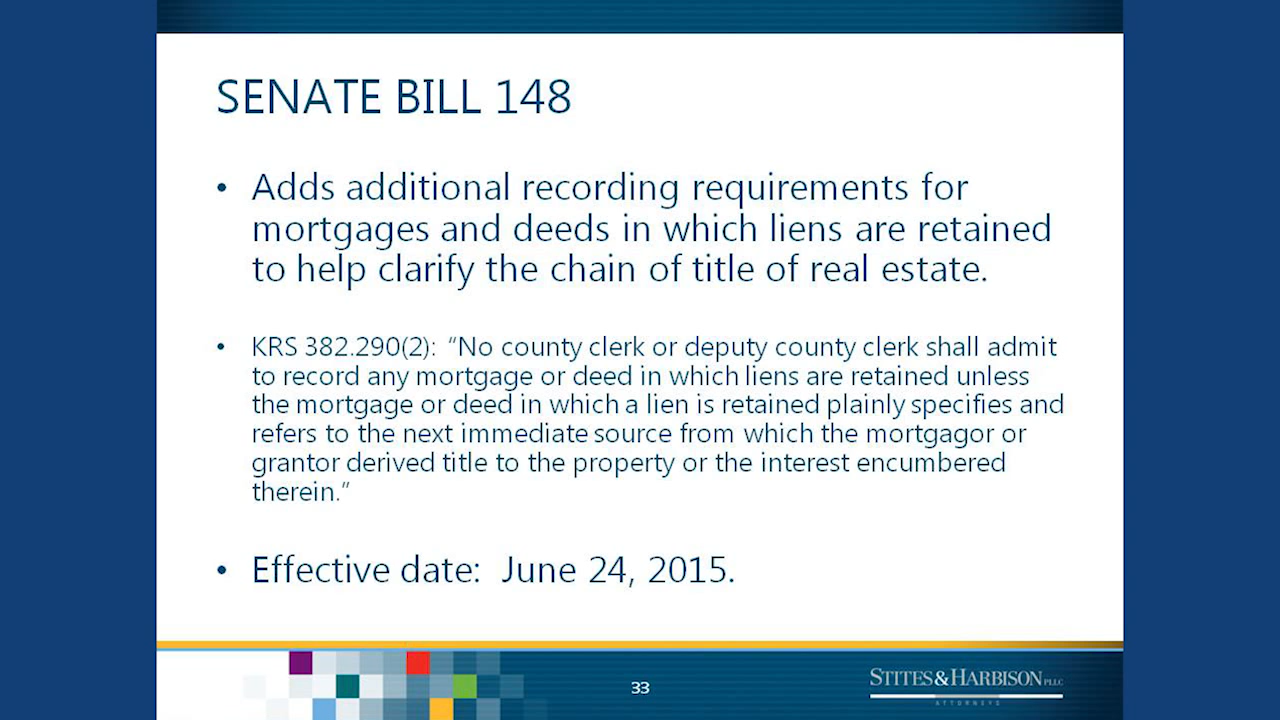 SENATE BILL 148
• Adds additional recording requirements for
mortgages and deeds in which liens are retained
to help clarify the chain of title of real estate.
• KRS 382.290(2): “No county clerk or deputy county clerk shall admit
to record any mortgage or deed in which liens are retained unless
the mortgage or deed in which a lien is retained plainly specifies and
refers to the next immediate source from which the mortgagor or
grantor derived title to the property or the interest encumbered
therein.”
• Effective date: June 24, 2015.
33
STITES & HARBISON PLLC
ATTORNEYS